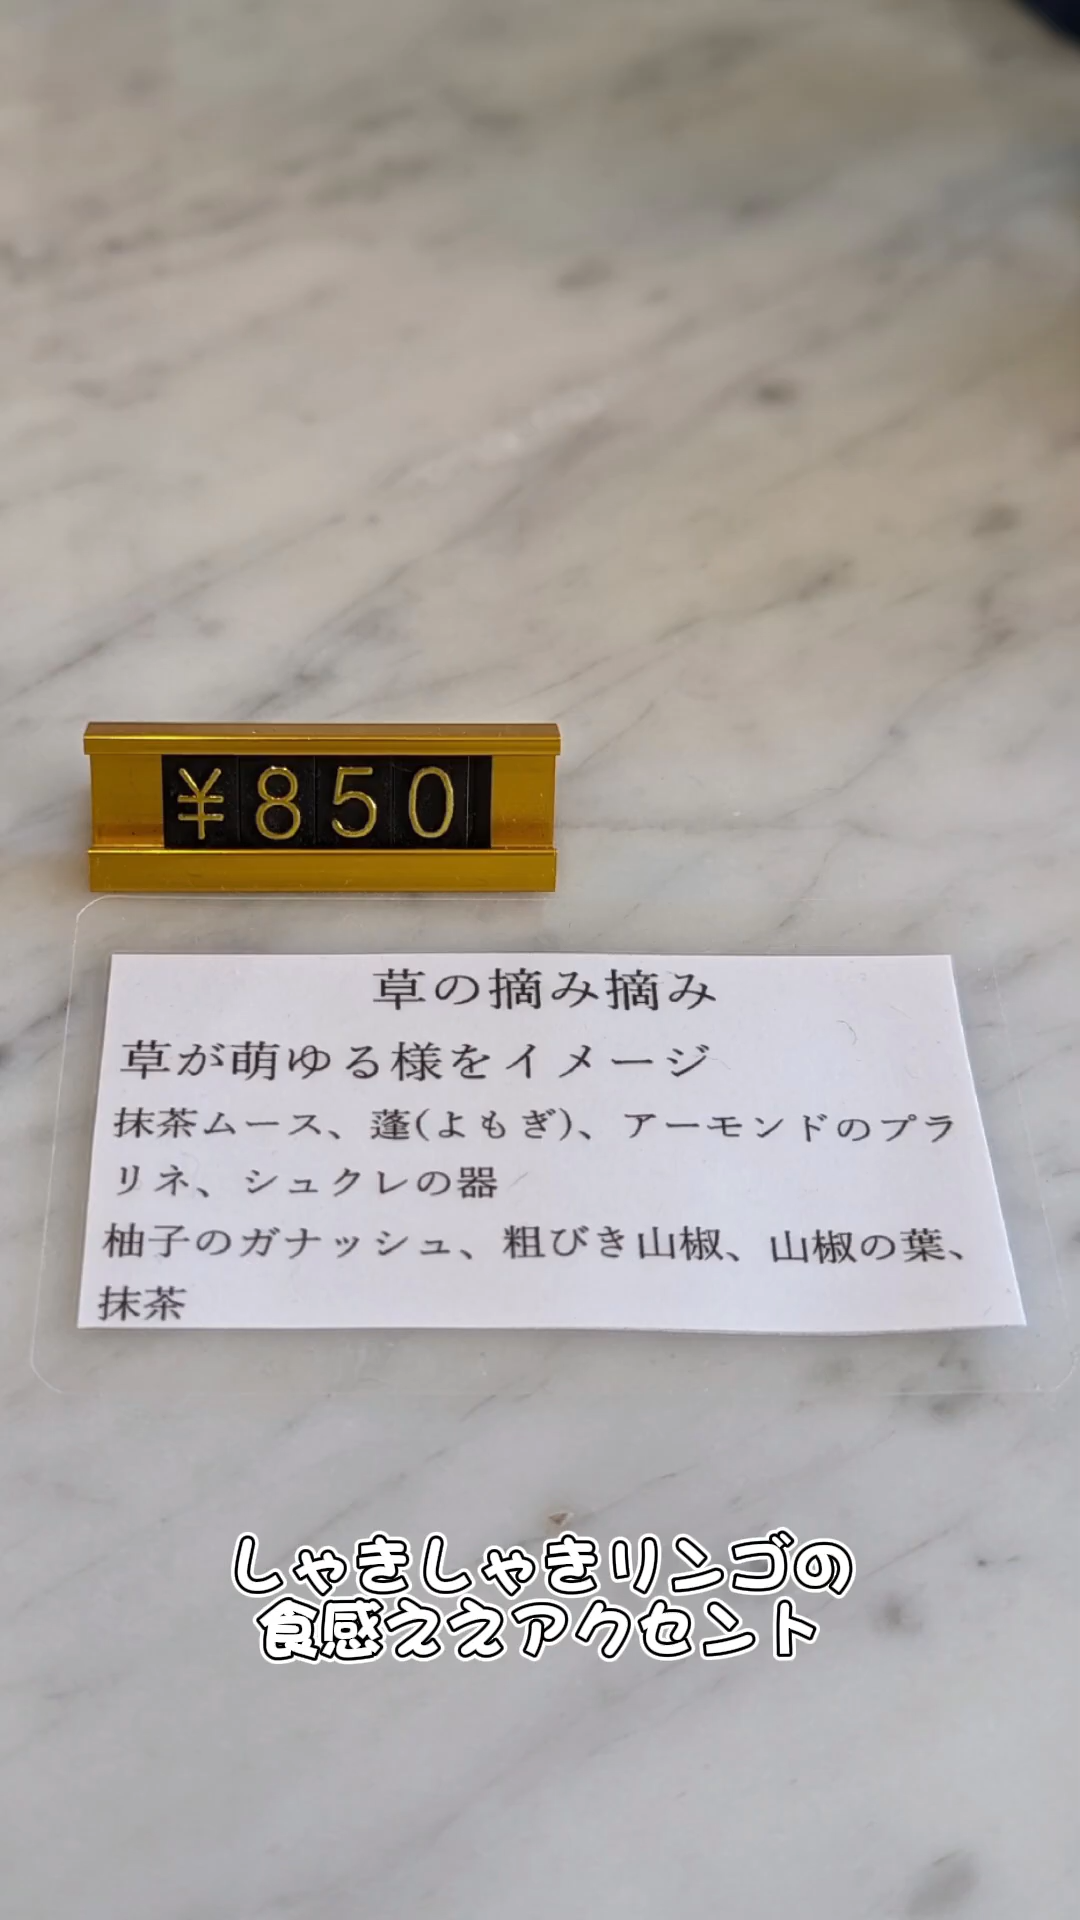 ¥850
草の摘み摘み
草が萌ゆる様をイメージ
抹茶ムース、蓬(よもぎ)、アーモンドのプラ
リネ、シュクレの器
柚子のガナッシュ、粗びき山椒、山椒の葉、
抹茶
しゃきしゃきリンゴの
食感ええアクセント